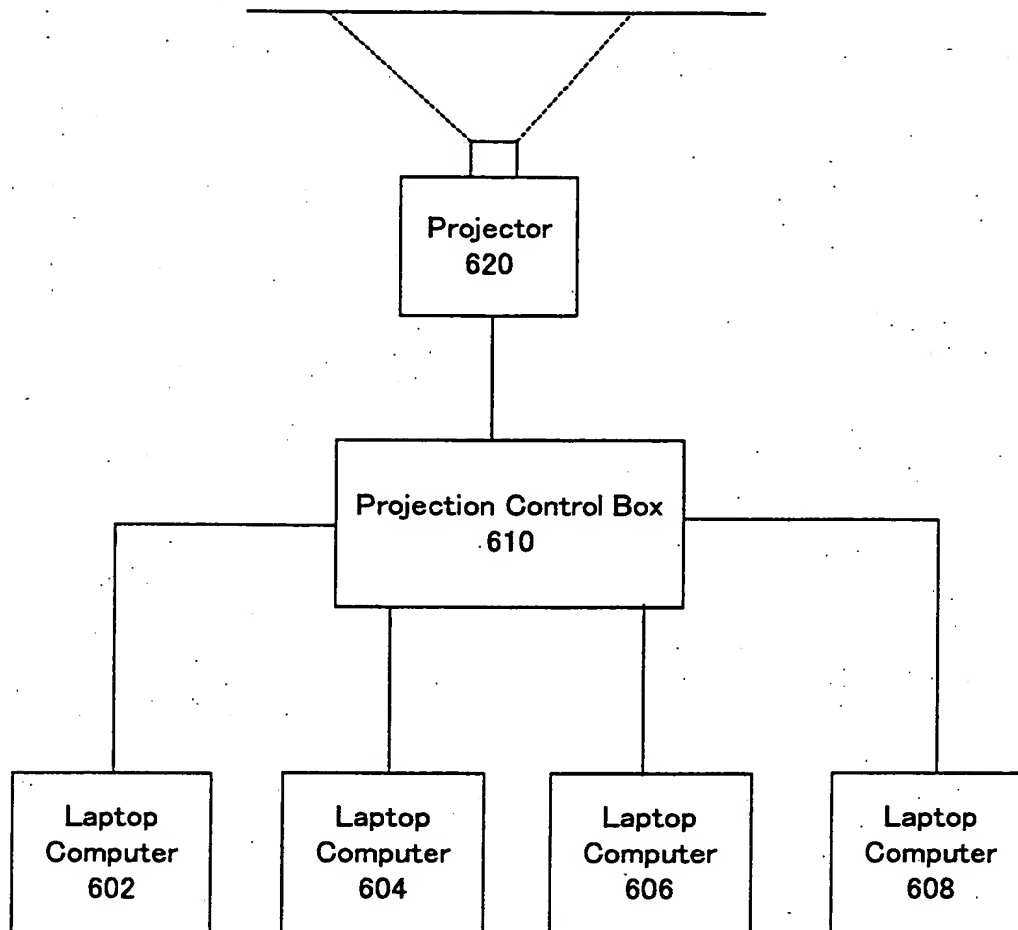 Projector
620
Projection Control Box
610
Laptop
Computer
602
Laptop
Computer
604
Laptop
Computer
606
Laptop
Computer
608